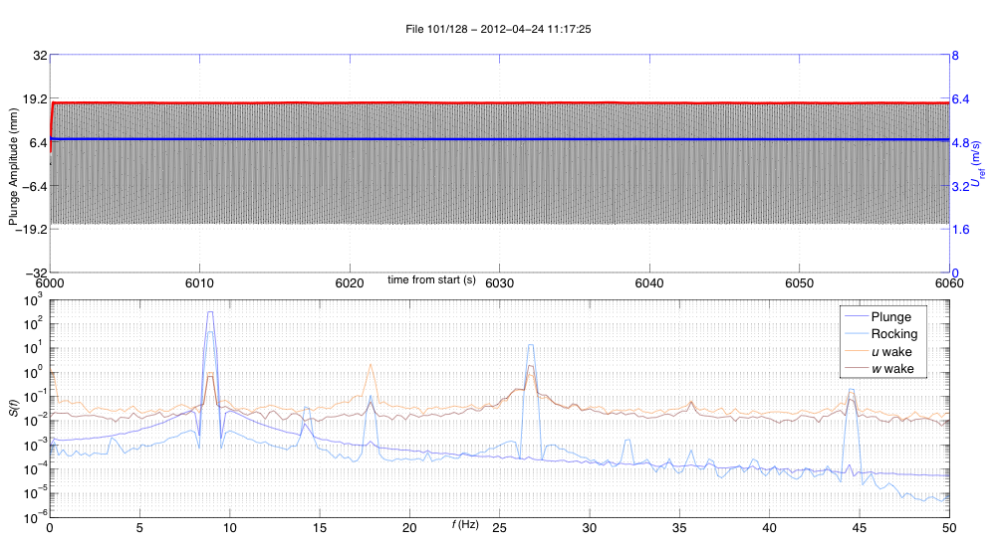 File 101/128 − 2012−04−24 11:17:25
Plunge Amplitude (mm)
32
19.2
6.4
−6.4
−19.2
−32
8
6.4
4.8
3.2
1.6
0
U_ref (m/s)
6000 6010 6020 6030 6040 6050 6060
time from start (s)
S(f)
10^3
10^2
10^1
10^0
10^−1
10^−2
10^−3
10^−4
10^−5
10^−6
Plunge
Rocking
u wake
w wake
0 5 10 15 20 25 30 35 40 45 50
f (Hz)